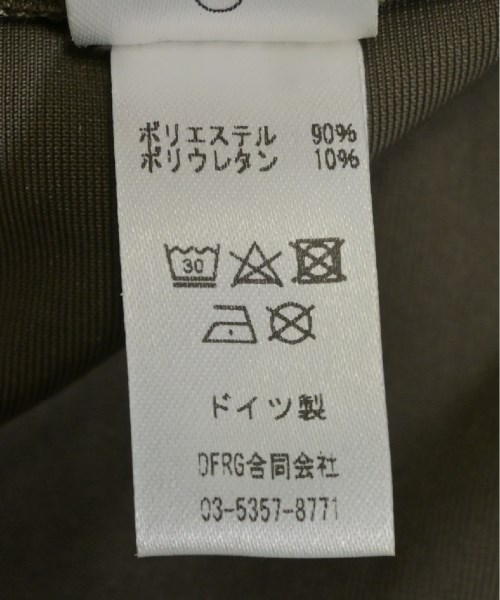 ポリエステル 90%
ポリウレタン 10%
30
ドイツ製
DFRG合同会社
03-5357-8771